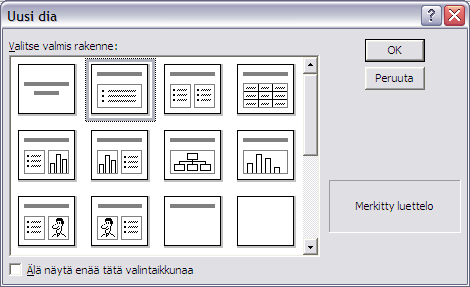 Uusi dia
Valitse valmis rakenne:
OK
Peruuta
Merkitty luettelo
Älä näytä enää tätä valintaikkunaa